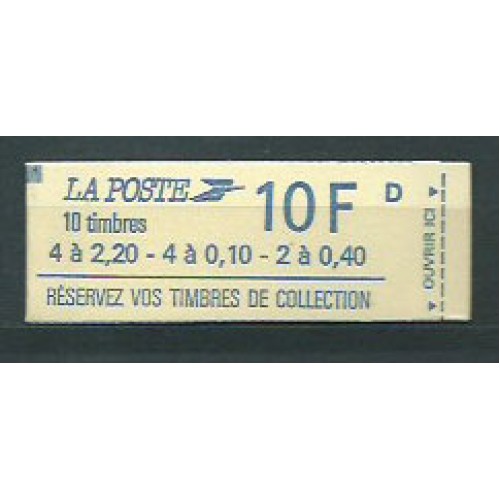 LA POSTE 10F D
10 timbres
4 à 2,20 - 4 à 0,10 - 2 à 0,40
RÉSERVEZ VOS TIMBRES DE COLLECTION
OUVRIR ICI